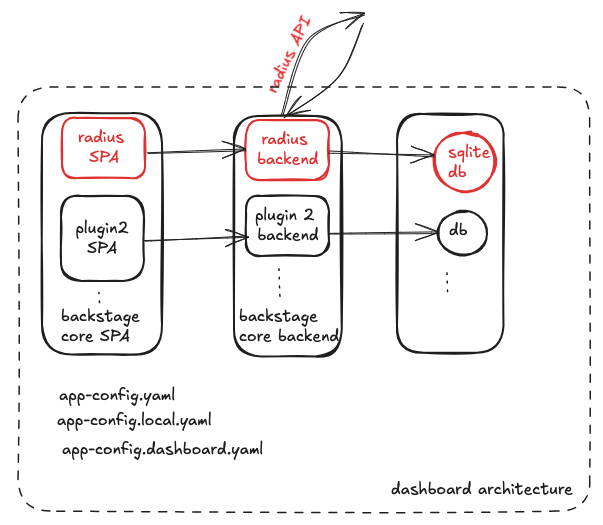 radius API
radius
SPA
radius
backend
sqlite
db
plugin2
SPA
plugin 2
backend
db
backstage
core SPA
backstage
core backend
app-config.yaml
app-config.local.yaml
app-config.dashboard.yaml
dashboard architecture